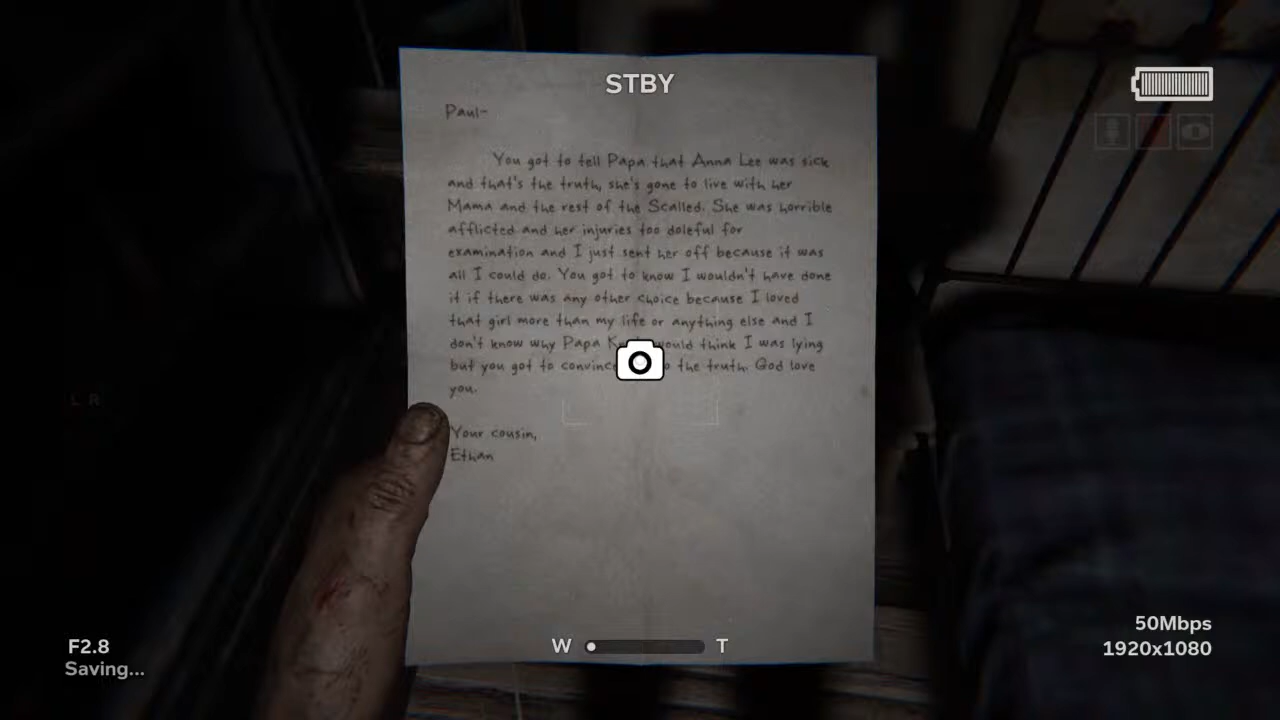 STBY
Paul-
You got to tell Papa that Anna Lee was sick
and that's the truth, she's gone to live with her
Mama and the rest of the Scalled. She was horrible
afflicted and her injuries too doleful for
examination and I just sent her off because it was
all I could do. You got to know I wouldn't have done
it if there was any other choice because I loved
that girl more than my life or anything else and I
don't know why Papa would think I was lying
but you got to convince the truth. God love
you.
Your cousin,
Ethan
L R
F2.8
Saving...
W T
50Mbps
1920x1080